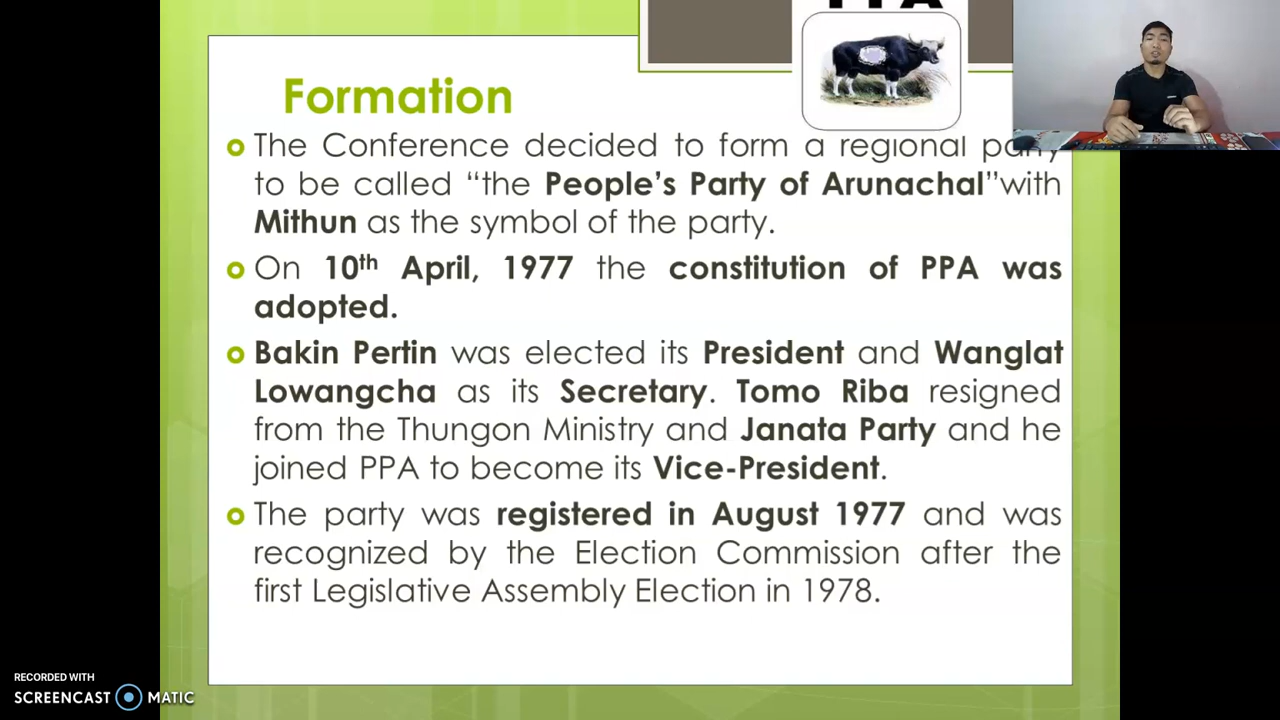 PPA
Formation
The Conference decided to form a regional party
to be called “the People’s Party of Arunachal”with
Mithun as the symbol of the party.
On 10th April, 1977 the constitution of PPA was
adopted.
Bakin Pertin was elected its President and Wanglat
Lowangcha as its Secretary. Tomo Riba resigned
from the Thungon Ministry and Janata Party and he
joined PPA to become its Vice-President.
The party was registered in August 1977 and was
recognized by the Election Commission after the
first Legislative Assembly Election in 1978.
RECORDED WITH
SCREENCAST MATIC